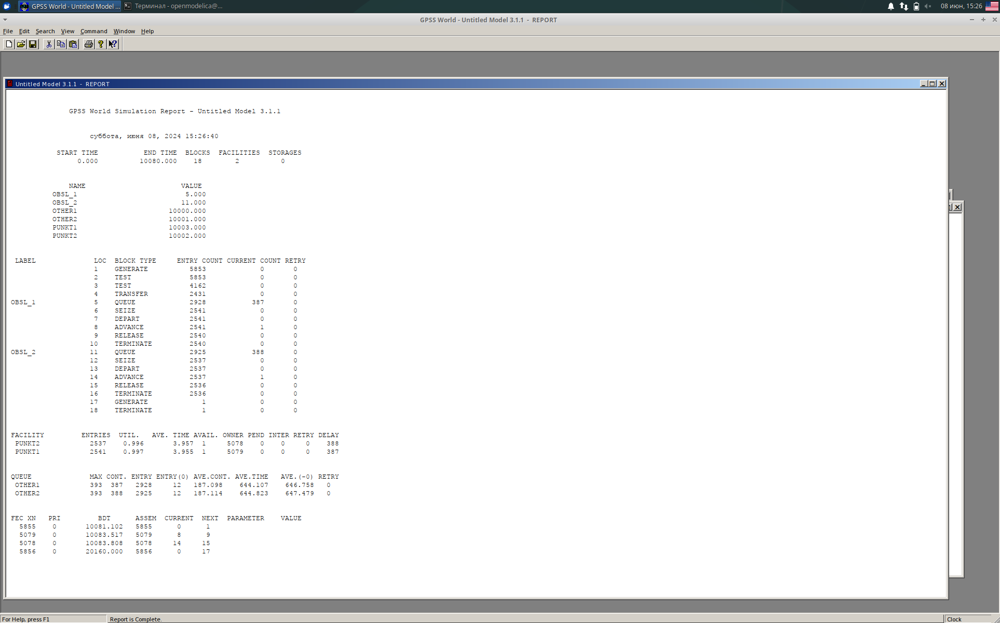 GPSS World - Untitled Model ... Терминал - openmodelica@... 08 июн, 15:26
GPSS World - Untitled Model 3.1.1 - REPORT
File Edit Search View Command Window Help
Untitled Model 3.1.1 - REPORT
GPSS World Simulation Report - Untitled Model 3.1.1
суббота, июня 08, 2024 15:26:40
START TIME END TIME BLOCKS FACILITIES STORAGES
0.000 10080.000 18 2 0
NAME VALUE
OBSL_1 5.000
OBSL_2 11.000
OTHER1 10000.000
OTHER2 10001.000
PUNKT1 10003.000
PUNKT2 10002.000
LABEL LOC BLOCK TYPE ENTRY COUNT CURRENT COUNT RETRY
1 GENERATE 5853 0 0
2 TEST 5853 0 0
3 TEST 4162 0 0
4 TRANSFER 2431 0 0
OBSL_1 5 QUEUE 2928 387 0
6 SEIZE 2541 0 0
7 DEPART 2541 0 0
8 ADVANCE 2541 1 0
9 RELEASE 2540 0 0
10 TERMINATE 2540 0 0
OBSL_2 11 QUEUE 2925 388 0
12 SEIZE 2537 0 0
13 DEPART 2537 0 0
14 ADVANCE 2537 1 0
15 RELEASE 2536 0 0
16 TERMINATE 2536 0 0
17 GENERATE 1 0 0
18 TERMINATE 1 0 0
FACILITY ENTRIES UTIL. AVE. TIME AVAIL. OWNER PEND INTER RETRY DELAY
PUNKT2 2537 0.996 3.957 1 5078 0 0 0 388
PUNKT1 2541 0.997 3.955 1 5079 0 0 0 387
QUEUE MAX CONT. ENTRY ENTRY(0) AVE.CONT. AVE.TIME AVE.(-0) RETRY
OTHER1 393 387 2928 12 187.098 644.107 646.758 0
OTHER2 393 388 2925 12 187.114 644.823 647.479 0
FEC XN PRI BDT ASSEM CURRENT NEXT PARAMETER VALUE
5855 0 10081.102 5855 0 1
5079 0 10083.517 5079 8 9
5078 0 10083.808 5078 14 15
5856 0 20160.000 5856 0 17
For Help, press F1 Report is Complete. Clock